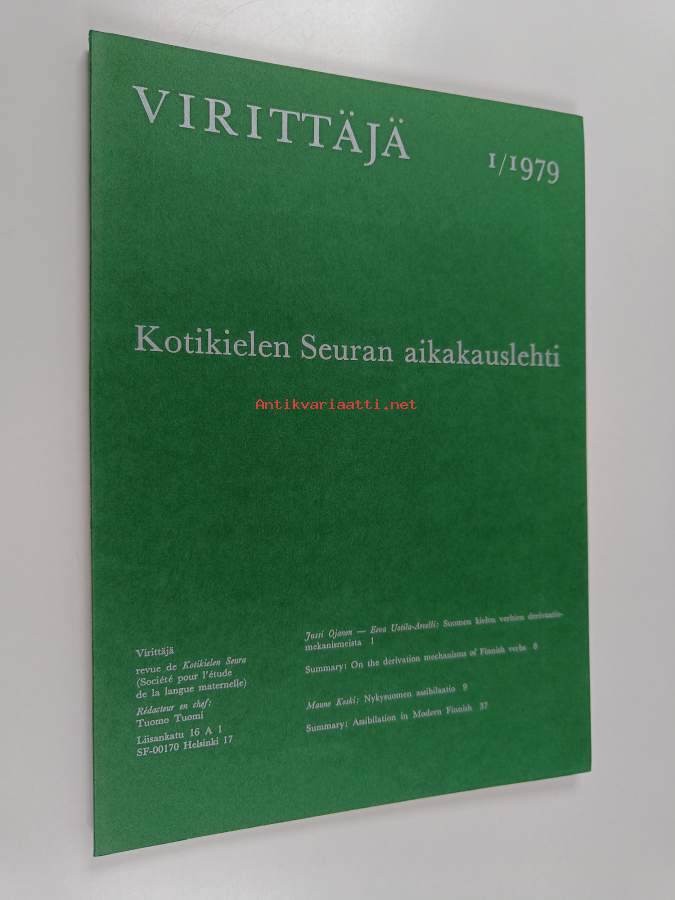 VIRITTÄJÄ
1/1979
Kotikielen Seuran aikakauslehti
Antikvariaatti.net
Virittäjä
revue de Kotikielen Seura
(Société pour l'étude
de la langue maternelle)
Rédacteur en chef:
Tuomo Tuomi
Liisankatu 16 A 1
SF-00170 Helsinki 17
Jussi Ojanen — Eeva Uotila-Arcelli: Suomen kielen verbien derivaatio-
mekanismeista 1
Summary: On the derivation mechanisms of Finnish verbs 8
Mauno Koski: Nykysuomen assibilaatio 9
Summary: Assibilation in Modern Finnish 37